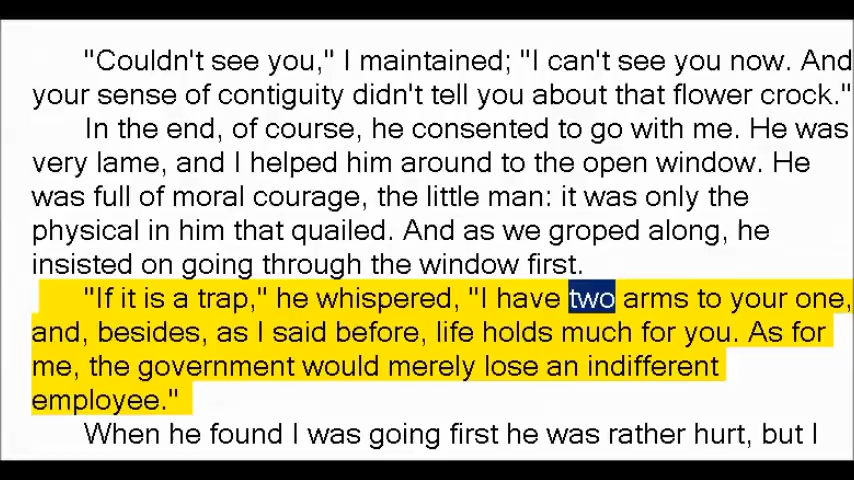 "Couldn't see you," I maintained; "I can't see you now. And
your sense of contiguity didn't tell you about that flower crock."
In the end, of course, he consented to go with me. He was
very lame, and I helped him around to the open window. He
was full of moral courage, the little man: it was only the
physical in him that quailed. And as we groped along, he
insisted on going through the window first.
"If it is a trap," he whispered, "I have two arms to your one,
and, besides, as I said before, life holds much for you. As for
me, the government would merely lose an indifferent
employee."
When he found I was going first he was rather hurt, but I